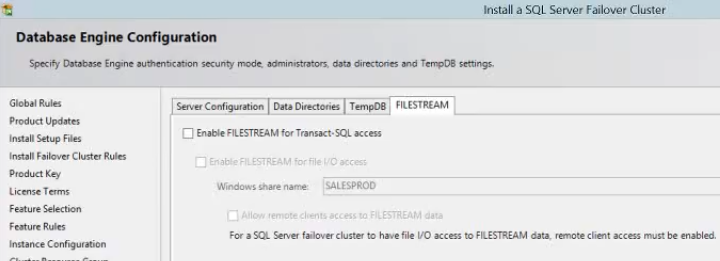 Install a SQL Server Failover Cluster
Database Engine Configuration
Specify Database Engine authentication security mode, administrators, data directories and TempDB settings.
Global Rules
Product Updates
Install Setup Files
Install Failover Cluster Rules
Product Key
License Terms
Feature Selection
Feature Rules
Instance Configuration
Cluster Resource Group
Server Configuration Data Directories TempDB FILESTREAM
Enable FILESTREAM for Transact-SQL access
Enable FILESTREAM for file I/O access
Windows share name: SALESPROD
Allow remote clients access to FILESTREAM data
For a SQL Server failover cluster to have file I/O access to FILESTREAM data, remote client access must be enabled.